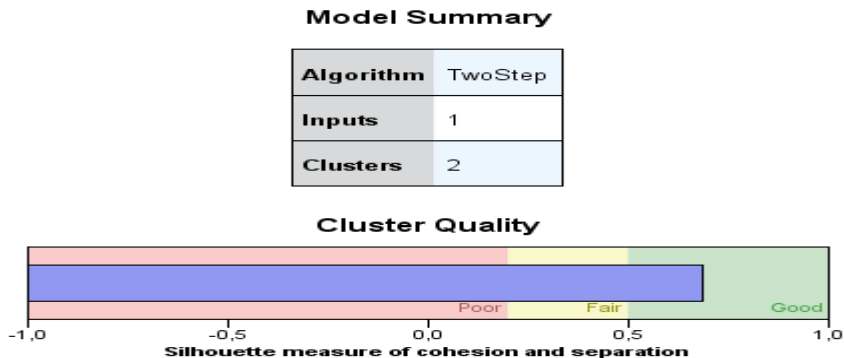 Model Summary
Algorithm TwoStep
Inputs 1
Clusters 2
Cluster Quality
Poor Fair Good
-1,0 -0,5 0,0 0,5 1,0
Silhouette measure of cohesion and separation